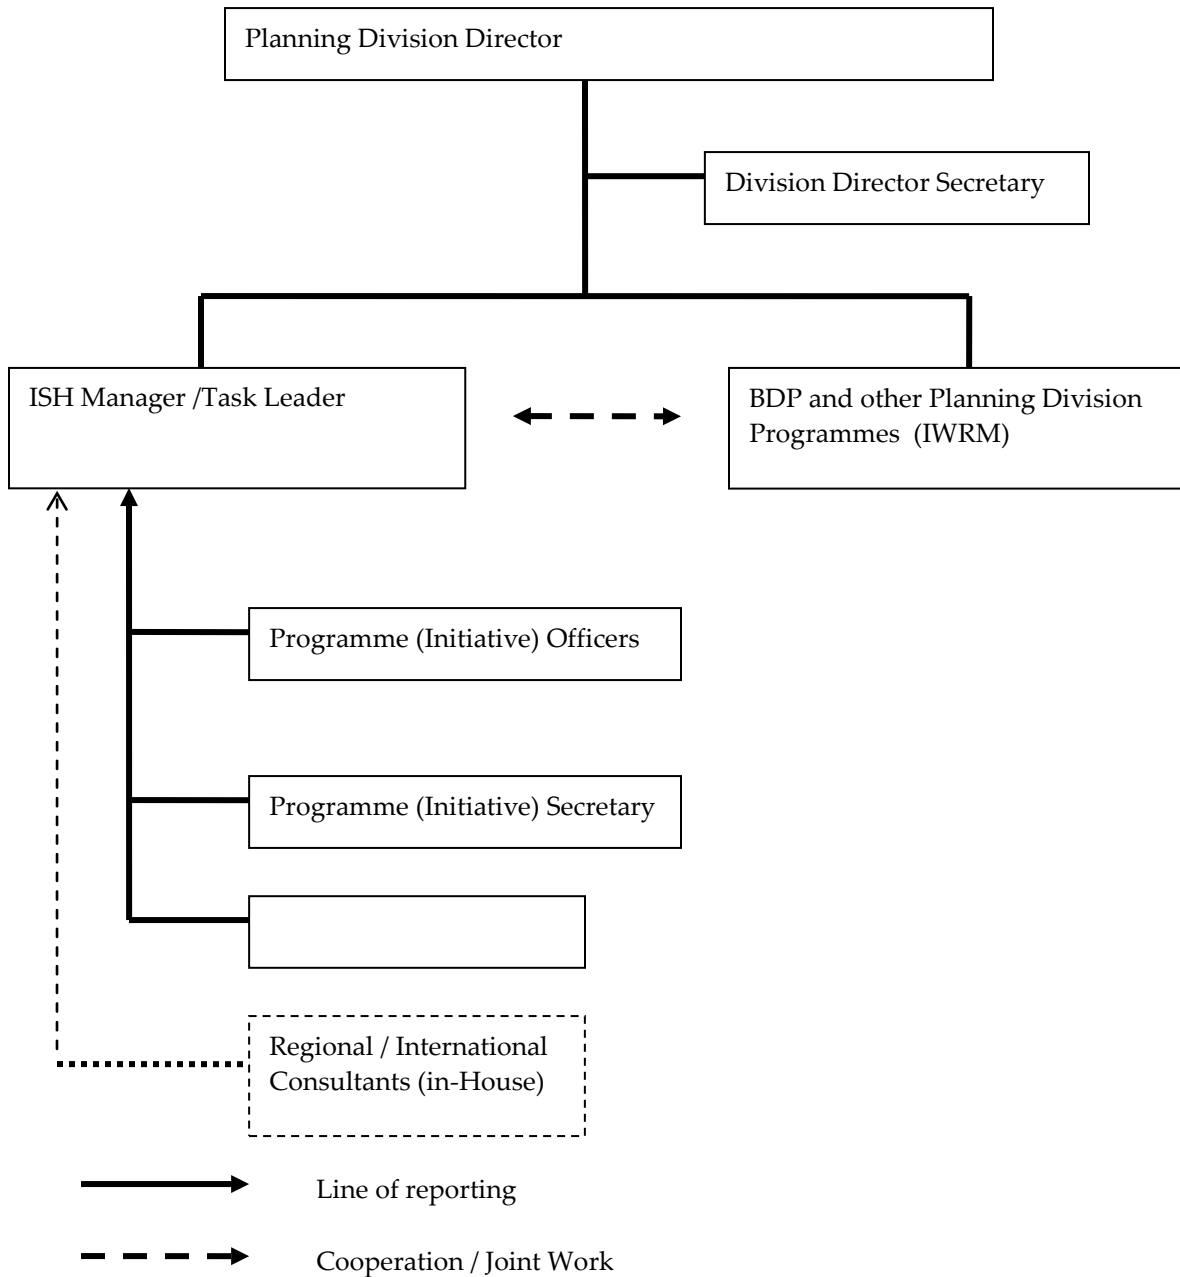 Planning Division Director
Division Director Secretary
ISH Manager /Task Leader
BDP and other Planning Division
Programmes (IWRM)
Programme (Initiative) Officers
Programme (Initiative) Secretary
Regional / International
Consultants (in-House)
Line of reporting
Cooperation / Joint Work